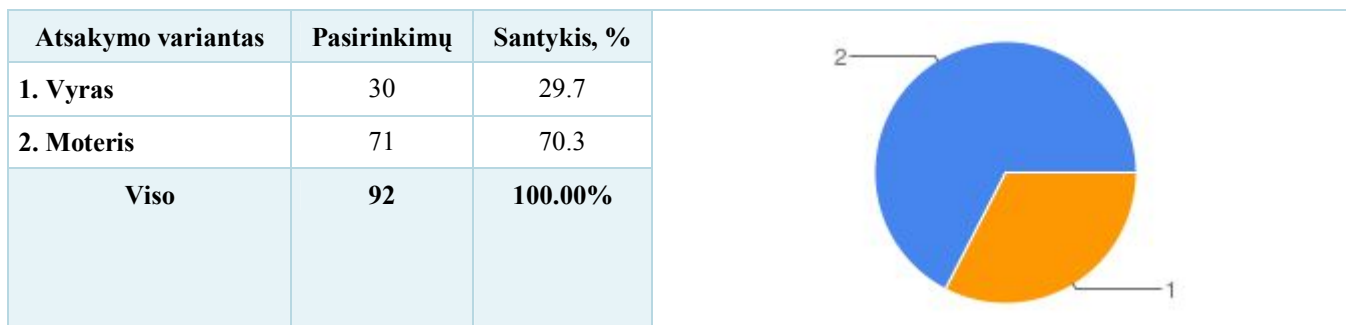 Atsakymo variantas Pasirinkimų Santykis, %
1. Vyras 30 29.7
2. Moteris 71 70.3
Viso 92 100.00%
2
1